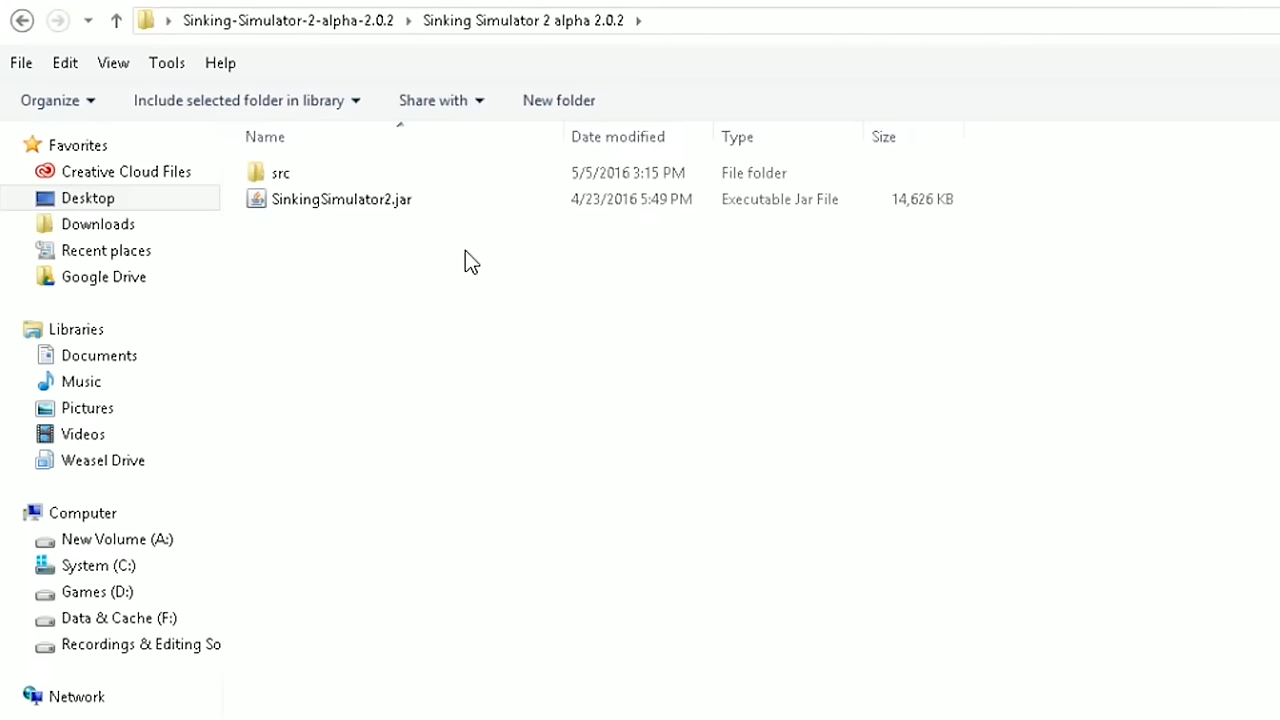 Sinking-Simulator-2-alpha-2.0.2 Sinking Simulator 2 alpha 2.0.2
File Edit View Tools Help
Organize Include selected folder in library Share with New folder
Name Date modified Type Size
src 5/5/2016 3:15 PM File folder
SinkingSimulator2.jar 4/23/2016 5:49 PM Executable Jar File 14,626 KB
Favorites
Creative Cloud Files
Desktop
Downloads
Recent places
Google Drive
Libraries
Documents
Music
Pictures
Videos
Weasel Drive
Computer
New Volume (A:)
System (C:)
Games (D:)
Data & Cache (F:)
Recordings & Editing So
Network